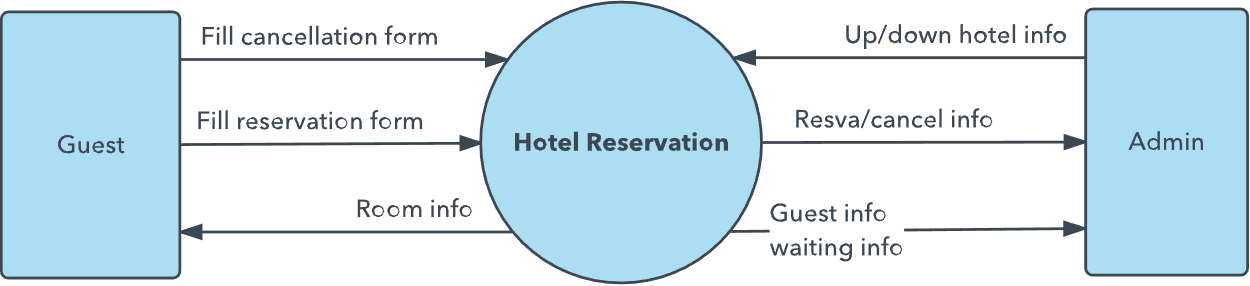 Fill cancellation form
Up/down hotel info
Fill reservation form
Resva/cancel info
Guest
Hotel Reservation
Admin
Room info
Guest info
waiting info